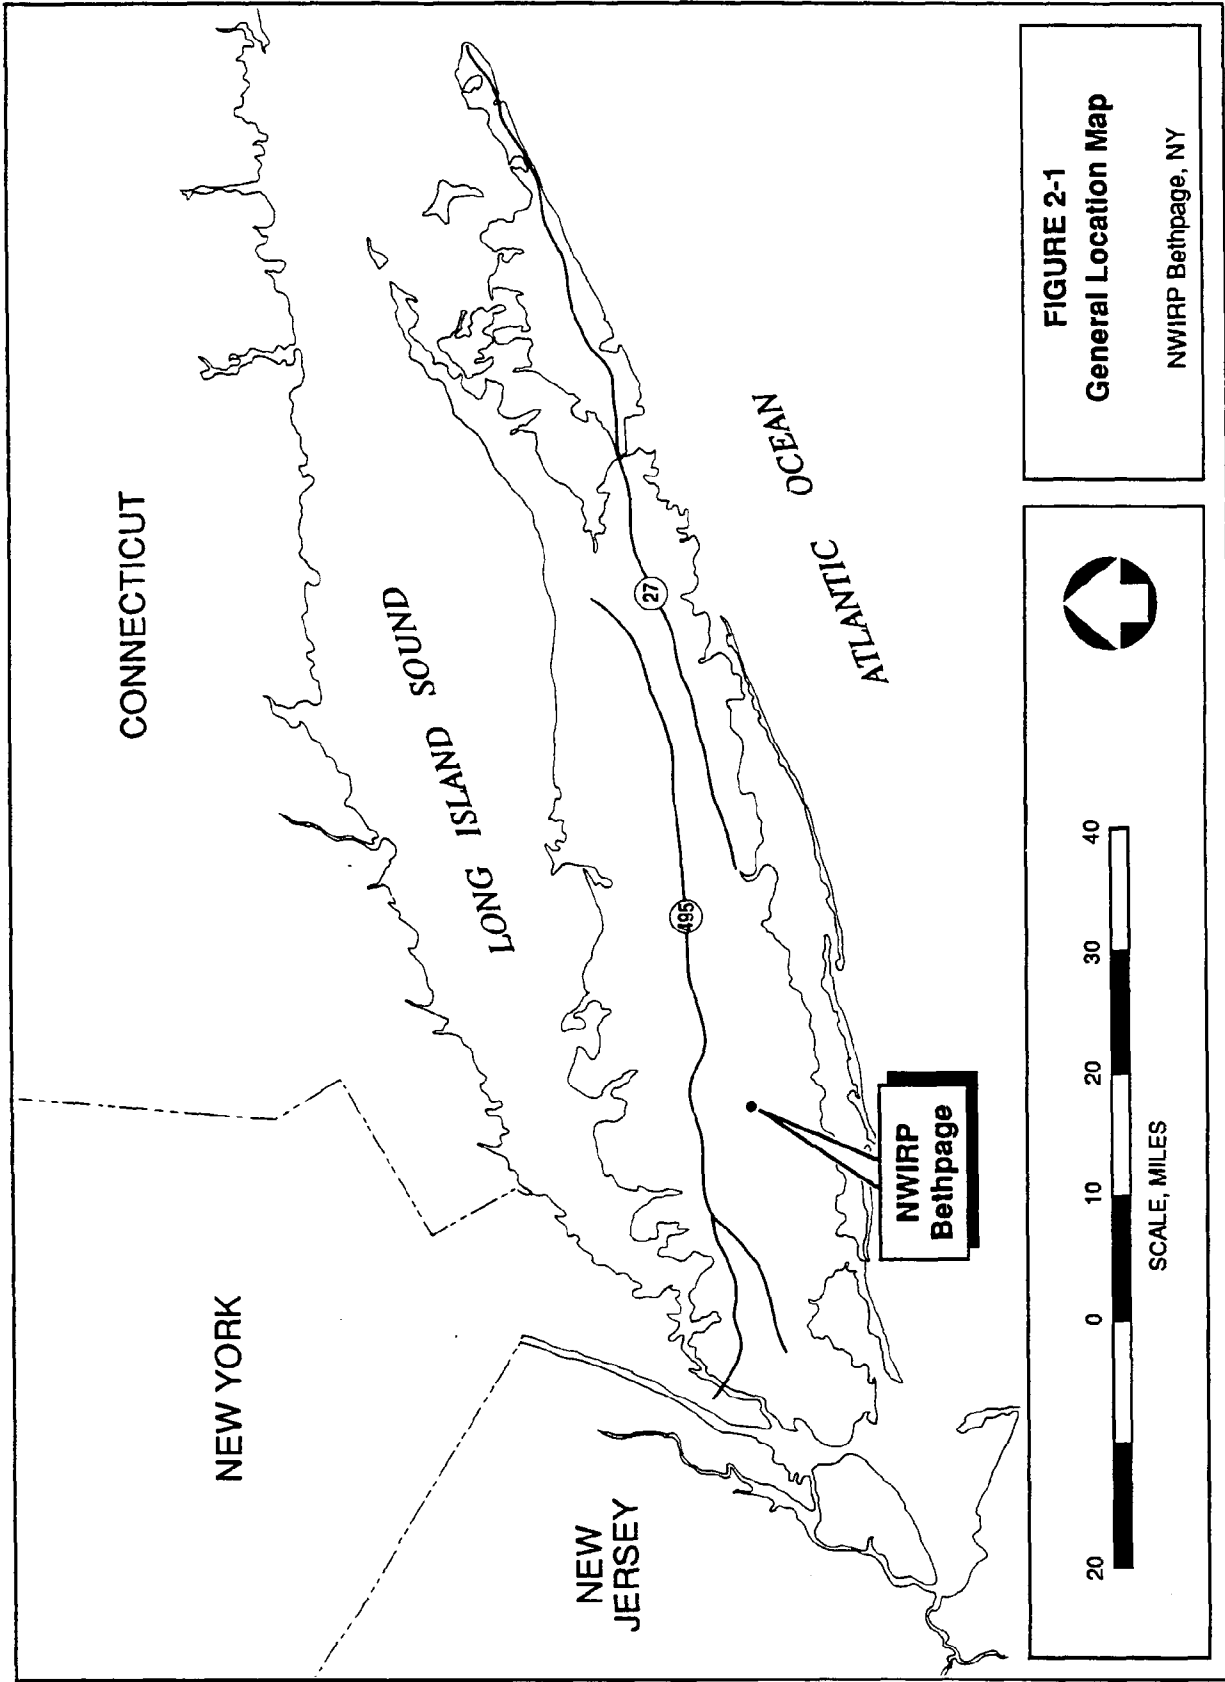 CONNECTICUT
NEW YORK
LONG ISLAND SOUND
NEW
JERSEY
27
495
ATLANTIC OCEAN
NWIRP
Bethpage
20 0 10 20 30 40
SCALE, MILES
FIGURE 2-1
General Location Map
NWIRP Bethpage, NY